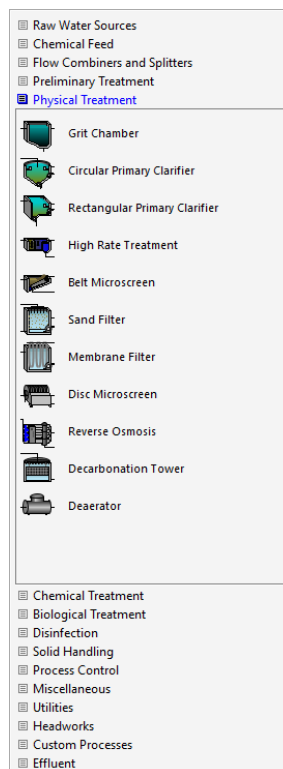 Raw Water Sources
Chemical Feed
Flow Combiners and Splitters
Preliminary Treatment
Physical Treatment
Grit Chamber
Circular Primary Clarifier
Rectangular Primary Clarifier
High Rate Treatment
Belt Microscreen
Sand Filter
Membrane Filter
Disc Microscreen
Reverse Osmosis
Decarbonation Tower
Deaerator
Chemical Treatment
Biological Treatment
Disinfection
Solid Handling
Process Control
Miscellaneous
Utilities
Headworks
Custom Processes
Effluent